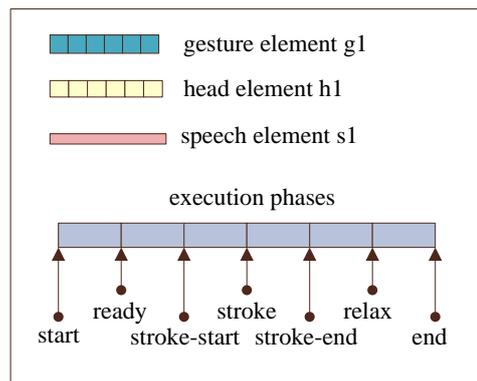 gesture element g1
head element h1
speech element s1
execution phases
ready stroke relax
start stroke-start stroke-end end